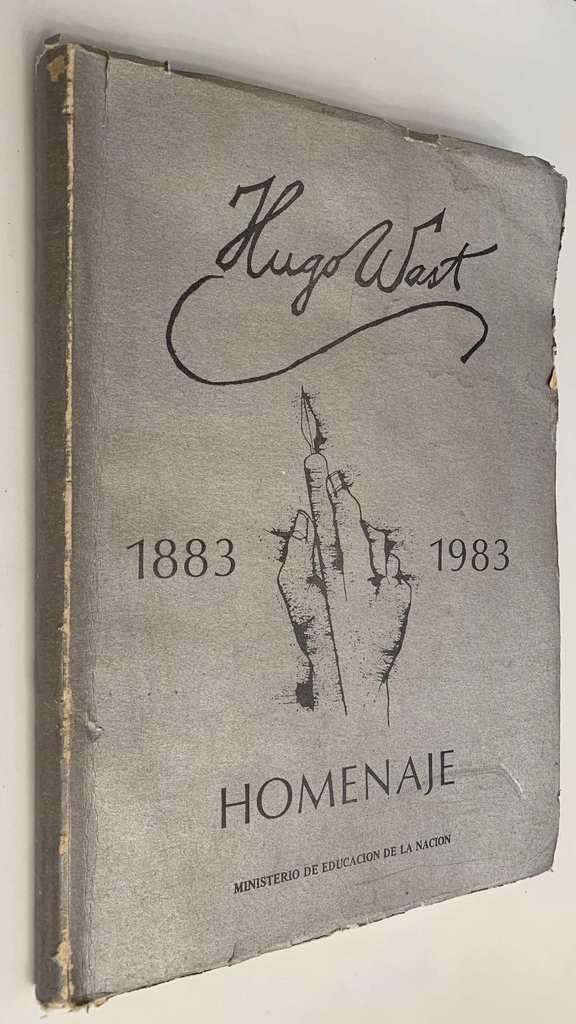 Hugo Wast
1883 1983
HOMENAJE
MINISTERIO DE EDUCACION DE LA NACION